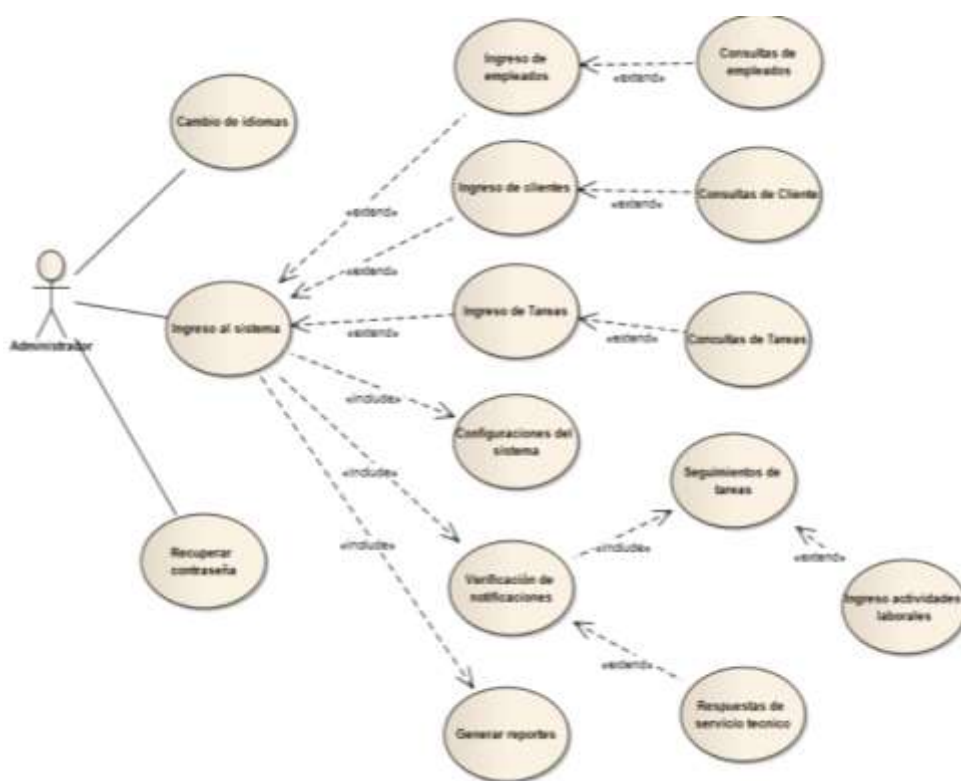 Ingreso de
empleados
«extend»
Consultas de
empleados
Cambio de idiomas
Ingreso de clientes
«extend»
Consultas de Cliente
«extend»
«extend»
Administrador
Ingreso al sistema
«extend»
Ingreso de Tareas
«extend»
Concultas de Tareas
«include»
Configuraciones del
sistema
«include»
Seguimientos de
tareas
«include»
«include»
«extend»
Recuperar
contraseña
Verificación de
notificaciones
Ingreso actividades
laborales
«extend»
Generar reportes
Respuestas de
servicio tecnico